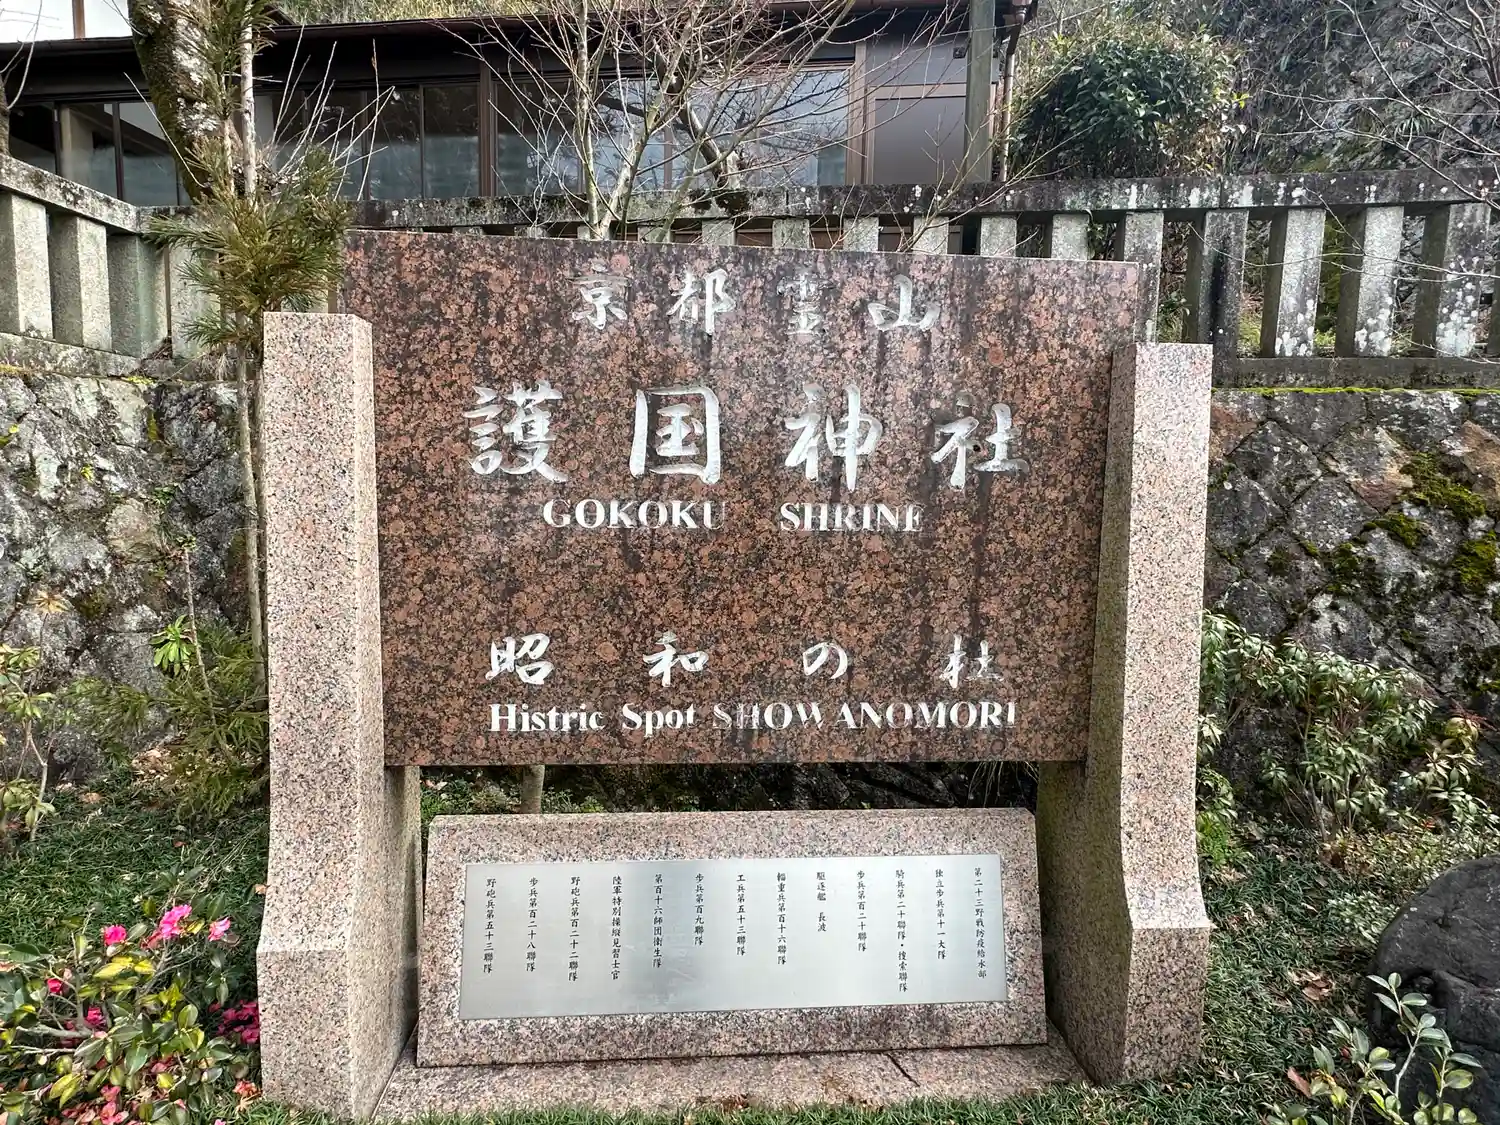 京都霊山
護国神社
GOKOKU SHRINE
昭和の杜
Histric Spot SHOWANOMORI
第二十三野戦防疫給水部
独立歩兵第十一大隊
騎兵第二十聯隊・捜索聯隊
歩兵第百二十聯隊
駆逐艦 長波
輜重兵第百十六聯隊
工兵第五十三聯隊
歩兵第百九聯隊
第百十六師団衛生隊
陸軍特別操縦見習士官
野砲兵第百二十二聯隊
歩兵第百二十八聯隊
野砲兵第五十三聯隊